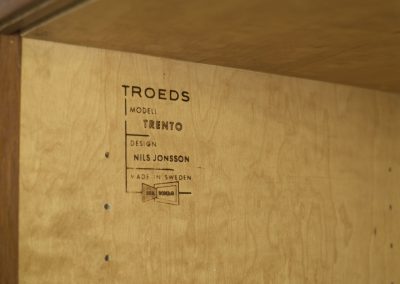 TROEDS
MODELL
TRENTO
DESIGN
NILS JONSSON
MADE IN SWEDEN